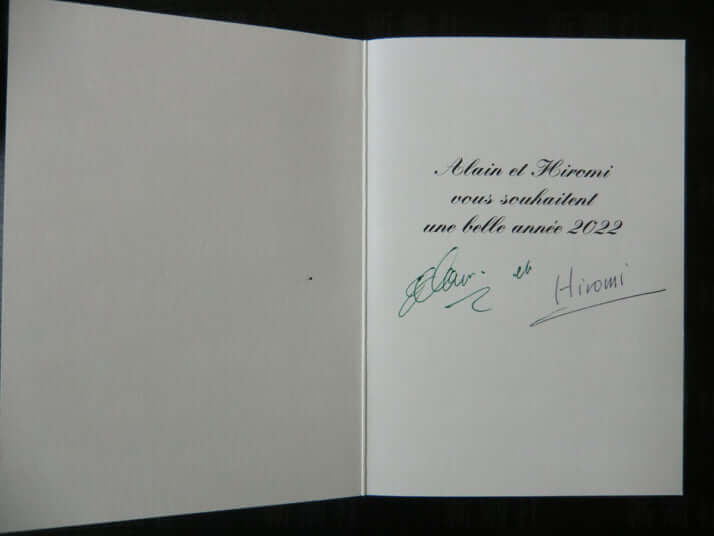 Alain et Hiromi
vous souhaitent
une belle année 2022
Alain et Hiromi